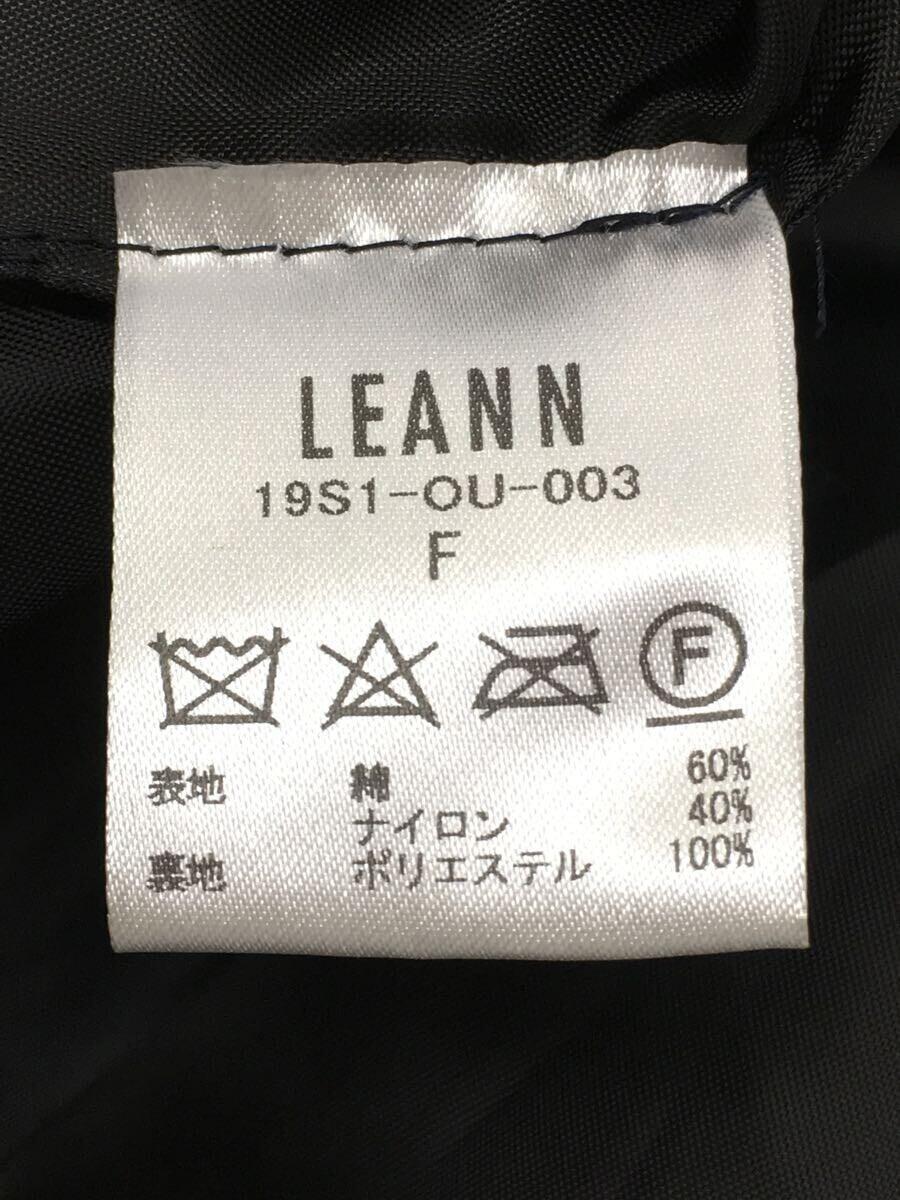 LEANN
19S1-OU-003
F
F
表地 綿 60%
ナイロン 40%
裏地 ポリエステル 100%